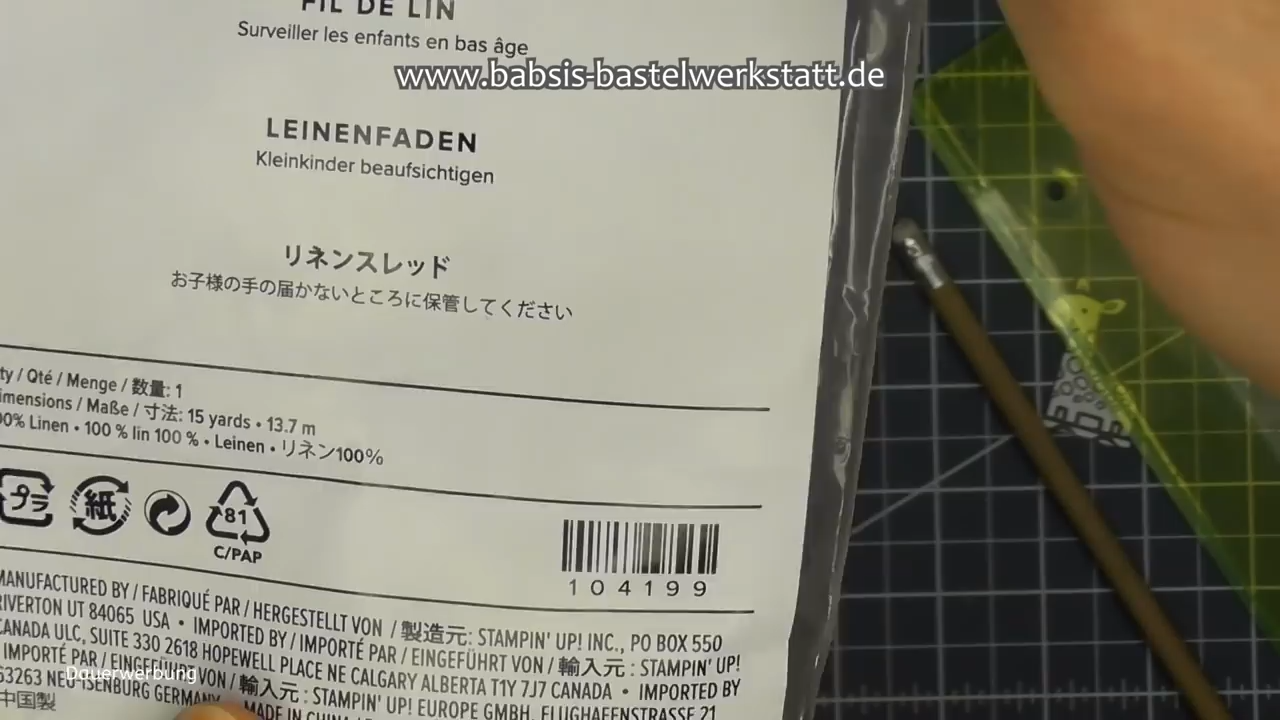 FIL DE LIN
Surveiller les enfants en bas âge
www.babsis-bastelwerkstatt.de
LEINENFADEN
Kleinkinder beaufsichtigen
リネンスレッド
お子様の手の届かないところに保管してください
ty / Qté / Menge / 数量: 1
imensions / Maße / 寸法: 15 yards • 13.7 m
00% Linen • 100 % lin 100 % • Leinen • リネン100%
プラ
紙
81
C/PAP
104199
MANUFACTURED BY / FABRIQUÉ PAR / HERGESTELLT VON / 製造元: STAMPIN' UP! INC., PO BOX 550
RIVERTON UT 84065 USA • IMPORTED BY / IMPORTÉ PAR / EINGEFÜHRT VON / 輸入元: STAMPIN' UP!
CANADA ULC, SUITE 330 2618 HOPEWELL PLACE NE CALGARY ALBERTA T1Y 7J7 CANADA • IMPORTED BY
/ IMPORTÉ PAR / EINGEFÜHRT VON / 輸入元: STAMPIN' UP! EUROPE GMBH, FLUGHAFENSTRASSE 21
63263 NEU-ISENBURG GERMANY MADE IN CHINA
中国製
Dauerwerbung